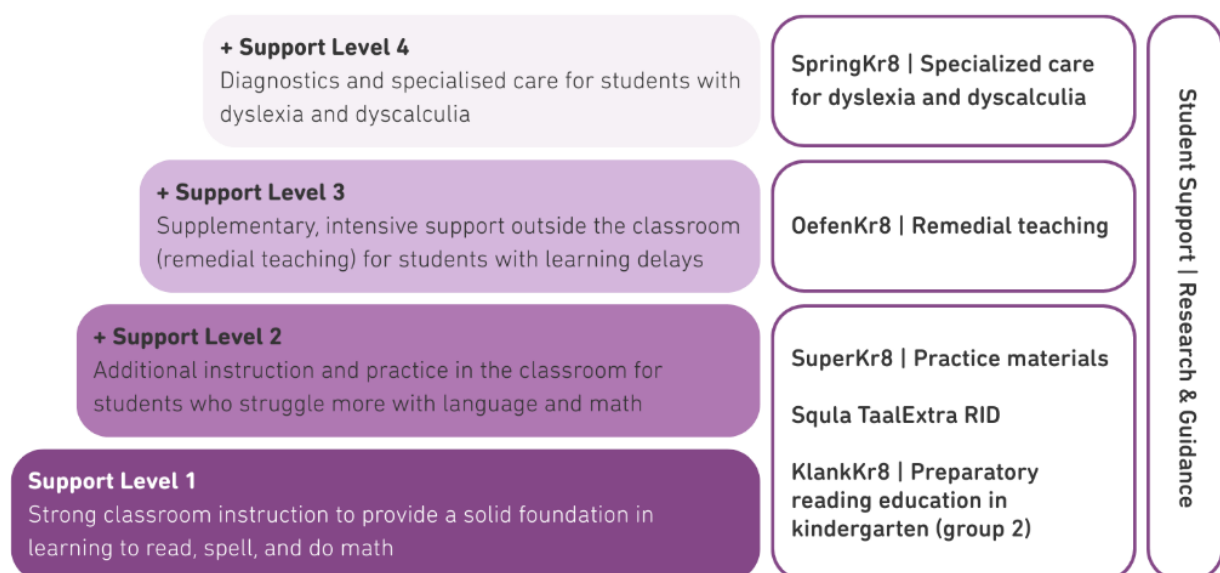 + Support Level 4
Diagnostics and specialised care for students with
dyslexia and dyscalculia
SpringKr8 | Specialized care
for dyslexia and dyscalculia
+ Support Level 3
Supplementary, intensive support outside the classroom
(remedial teaching) for students with learning delays
OefenKr8 | Remedial teaching
+ Support Level 2
Additional instruction and practice in the classroom for
students who struggle more with language and math
Support Level 1
Strong classroom instruction to provide a solid foundation in
learning to read, spell, and do math
SuperKr8 | Practice materials
Squla TaalExtra RID
KlankKr8 | Preparatory
reading education in
kindergarten (group 2)
Student Support | Research & Guidance